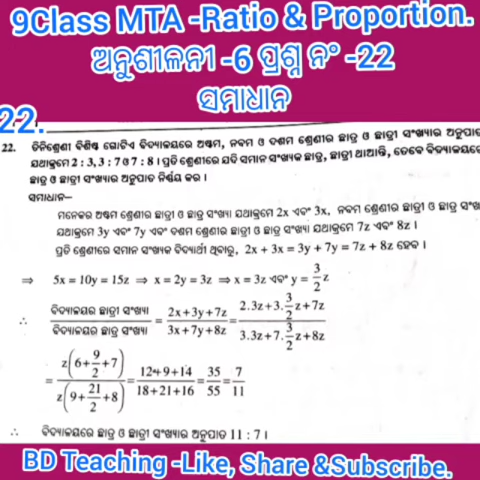 9Class MTA -Ratio & Proportion.
ଅନୁଶୀଳନୀ -6 ପ୍ରଶ୍ନ ନଂ -22
ସମାଧାନ
22.
22. ତିନିଶ୍ରେଣୀ ବିଶିଷ୍ଟ ଗୋଟିଏ ବିଦ୍ୟାଳୟରେ ଅଷ୍ଟମ, ନବମ ଓ ଦଶମ ଶ୍ରେଣୀର ଛାତ୍ର ଓ ଛାତ୍ରୀ ସଂଖ୍ୟାର ଅନୁପାତ
ଯଥାକ୍ରମେ 2 : 3, 3 : 7 ଓ 7 : 8 । ପ୍ରତି ଶ୍ରେଣୀରେ ଯଦି ସମାନ ସଂଖ୍ୟକ ଛାତ୍ର, ଛାତ୍ରୀ ଥାଆନ୍ତି, ତେବେ ବିଦ୍ୟାଳୟରେ
ଛାତ୍ର ଓ ଛାତ୍ରୀ ସଂଖ୍ୟାର ଅନୁପାତ ନିର୍ଣ୍ଣୟ କର ।
ସମାଧାନ–
ମନେକର ଅଷ୍ଟମ ଶ୍ରେଣୀର ଛାତ୍ରୀ ଓ ଛାତ୍ର ସଂଖ୍ୟା ଯଥାକ୍ରମେ 2x ଏବଂ 3x, ନବମ ଶ୍ରେଣୀର ଛାତ୍ରୀ ଓ ଛାତ୍ର ସଂଖ୍ୟ
ଯଥାକ୍ରମେ 3y ଏବଂ 7y ଏବଂ ଦଶମ ଶ୍ରେଣୀର ଛାତ୍ରୀ ଓ ଛାତ୍ର ସଂଖ୍ୟା ଯଥାକ୍ରମେ 7z ଏବଂ 8z ।
ପ୍ରତି ଶ୍ରେଣୀରେ ସମାନ ସଂଖ୍ୟକ ବିଦ୍ୟାର୍ଥୀ ଥିବାରୁ, 2x + 3x = 3y + 7y = 7z + 8z ହେବ ।
⇒ 5x = 10y = 15z ⇒ x = 2y = 3z ⇒ x = 3z ଏବଂ y = 3/2 z
∴ ବିଦ୍ୟାଳୟର ଛାତ୍ରୀ ସଂଖ୍ୟା / ବିଦ୍ୟାଳୟର ଛାତ୍ର ସଂଖ୍ୟା = (2x+3y+7z)/(3x+7y+8z) = (2.3z+3.3/2 z+7z)/(3.3z+7.3/2 z+8z)
= z(6+9/2+7) / z(9+21/2+8) = (12+9+14)/(18+21+16) = 35/55 = 7/11
∴ ବିଦ୍ୟାଳୟରେ ଛାତ୍ର ଓ ଛାତ୍ରୀ ସଂଖ୍ୟାର ଅନୁପାତ 11 : 7 ।
BD Teaching -Like, Share &Subscribe.